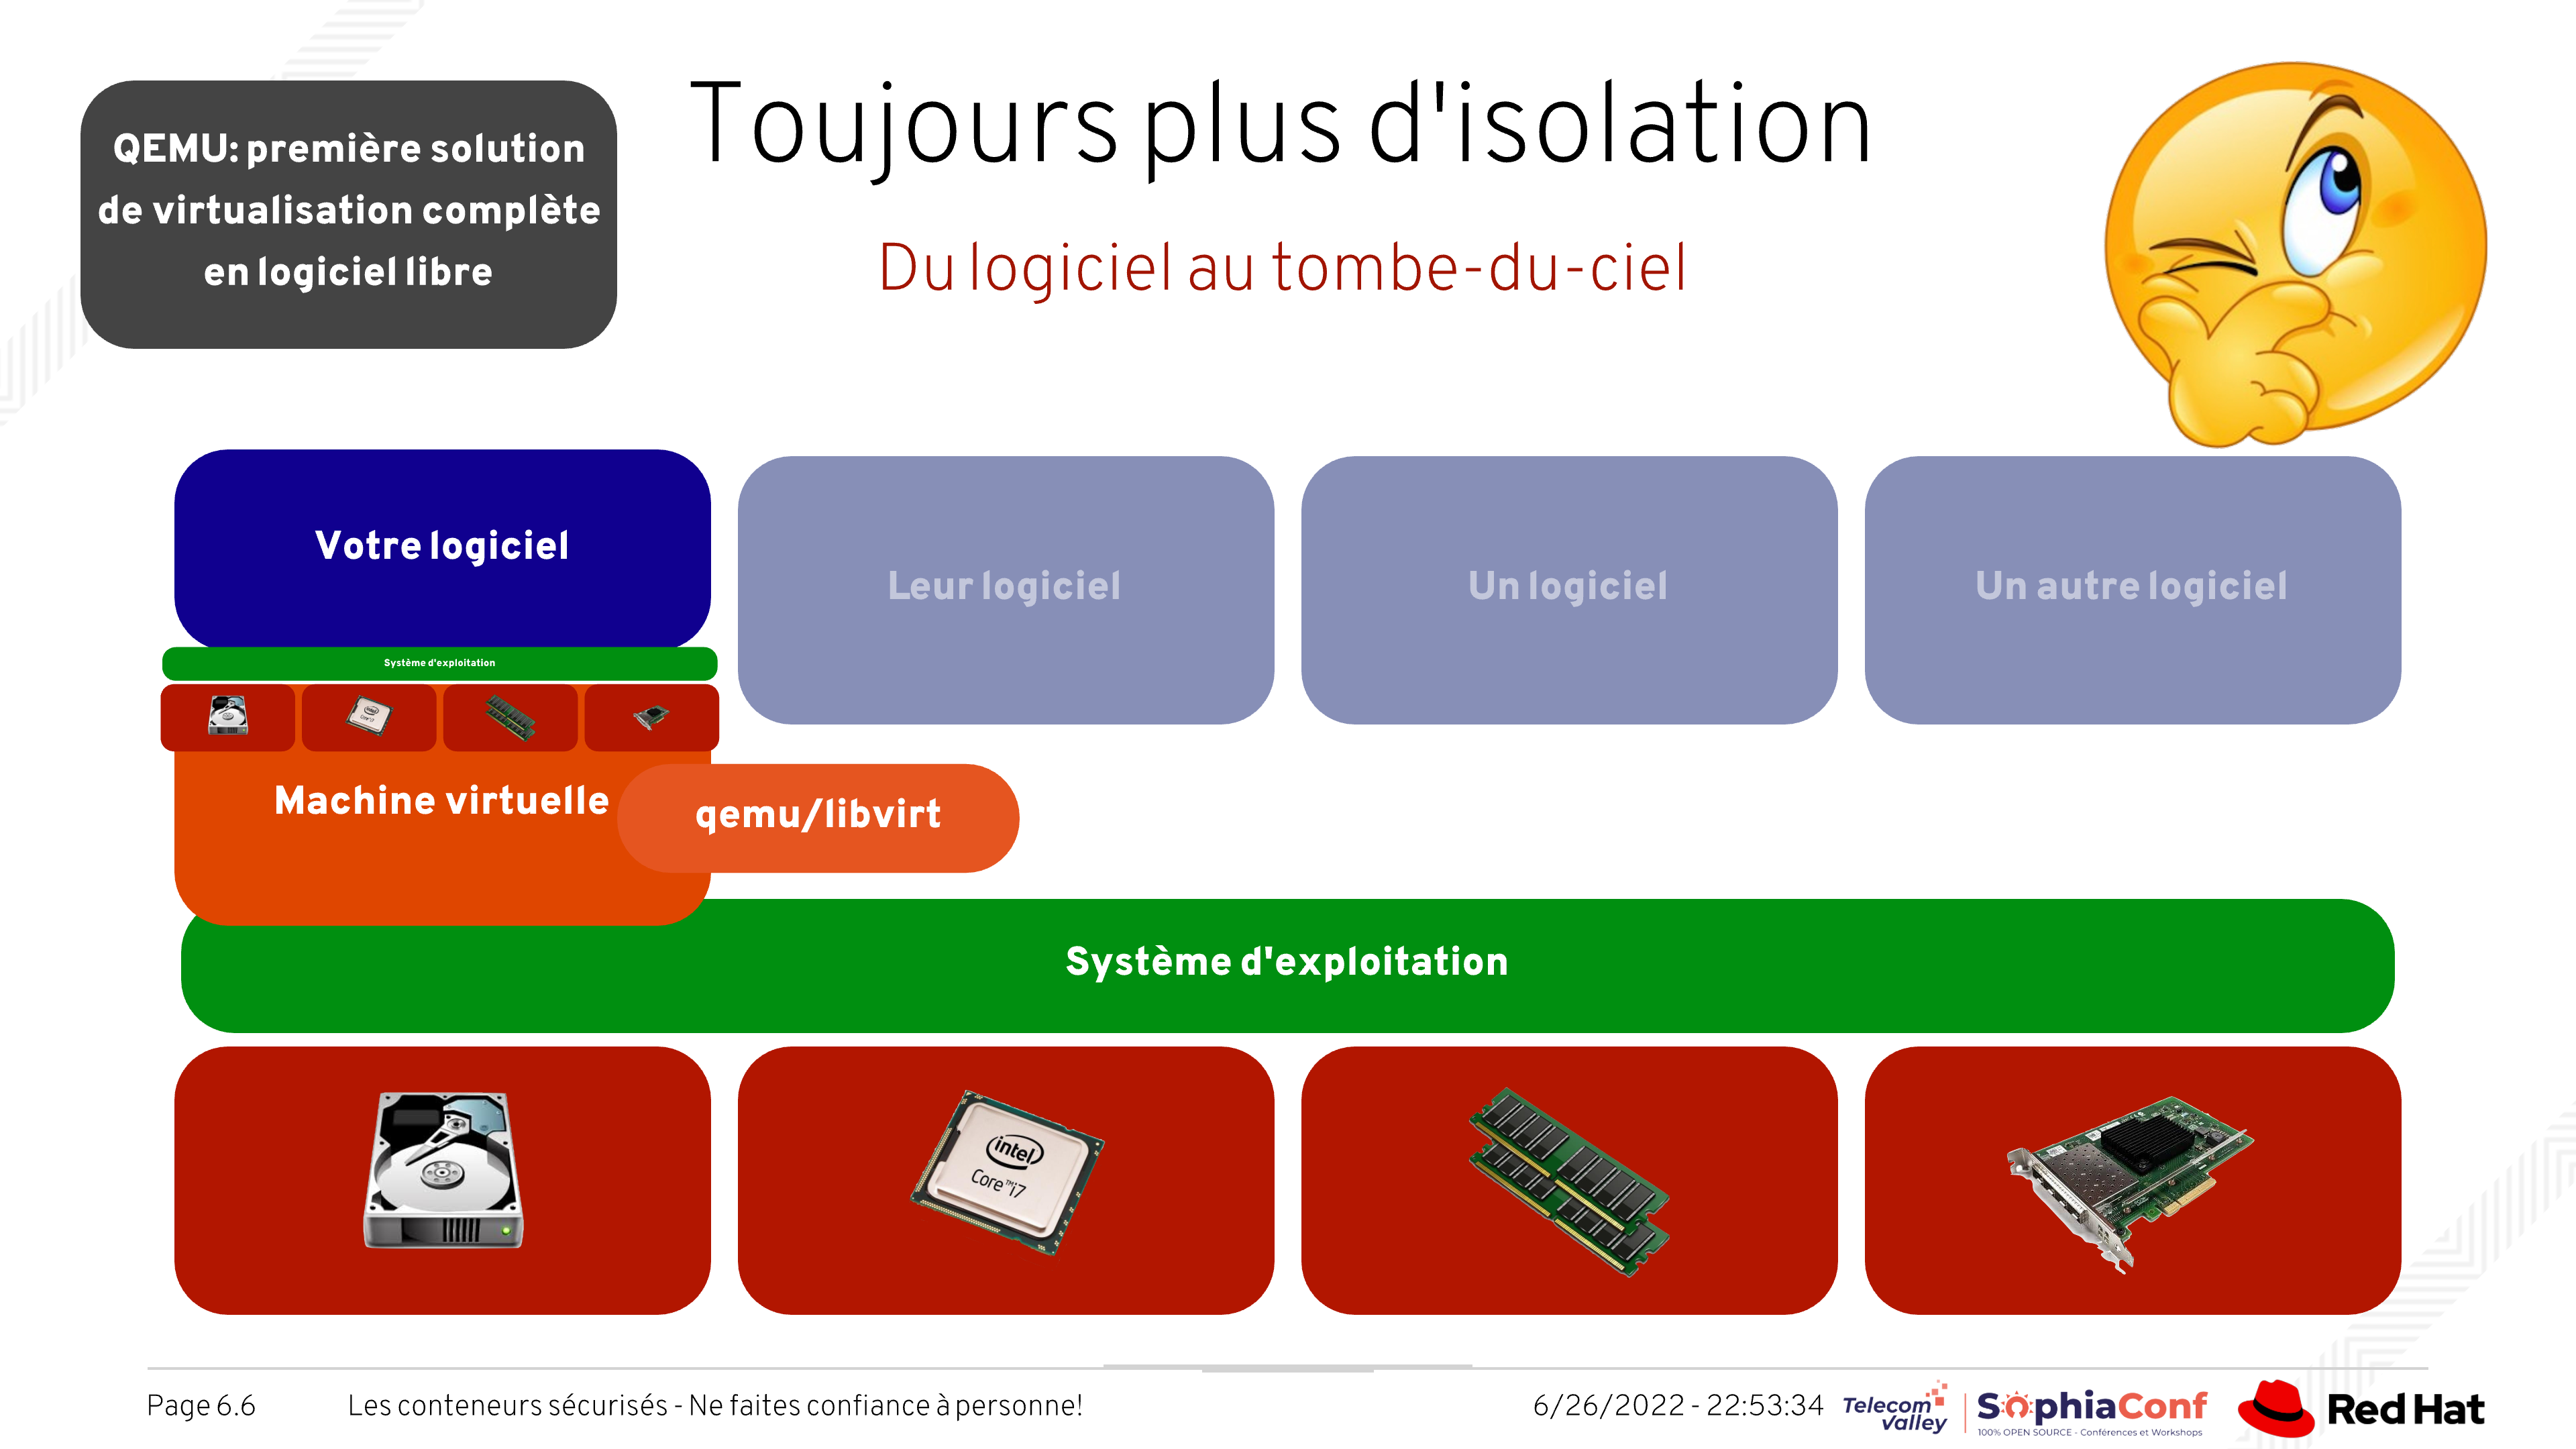 QEMU: première solution
de virtualisation complète
en logiciel libre
Toujours plus d'isolation
Du logiciel au tombe-du-ciel
Votre logiciel
Leur logiciel
Un logiciel
Un autre logiciel
Système d'exploitation
Machine virtuelle
qemu/libvirt
Système d'exploitation
intel
Core™i7
Page 6.6
Les conteneurs sécurisés - Ne faites confiance à personne!
6/26/2022 - 22:53:34
Telecom
Valley
SophiaConf
100% OPEN SOURCE - Conférences et Workshops
Red Hat